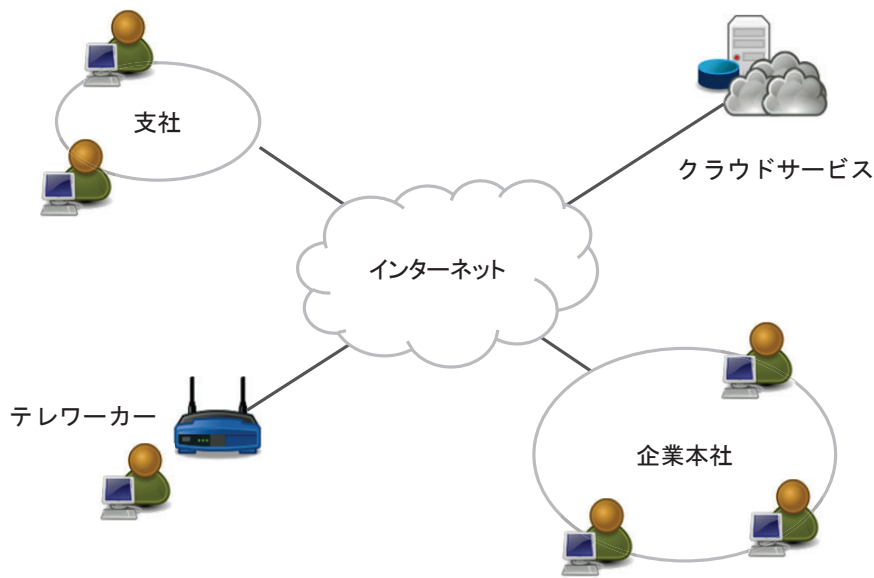 支社
クラウドサービス
インターネット
テレワーカー
企業本社